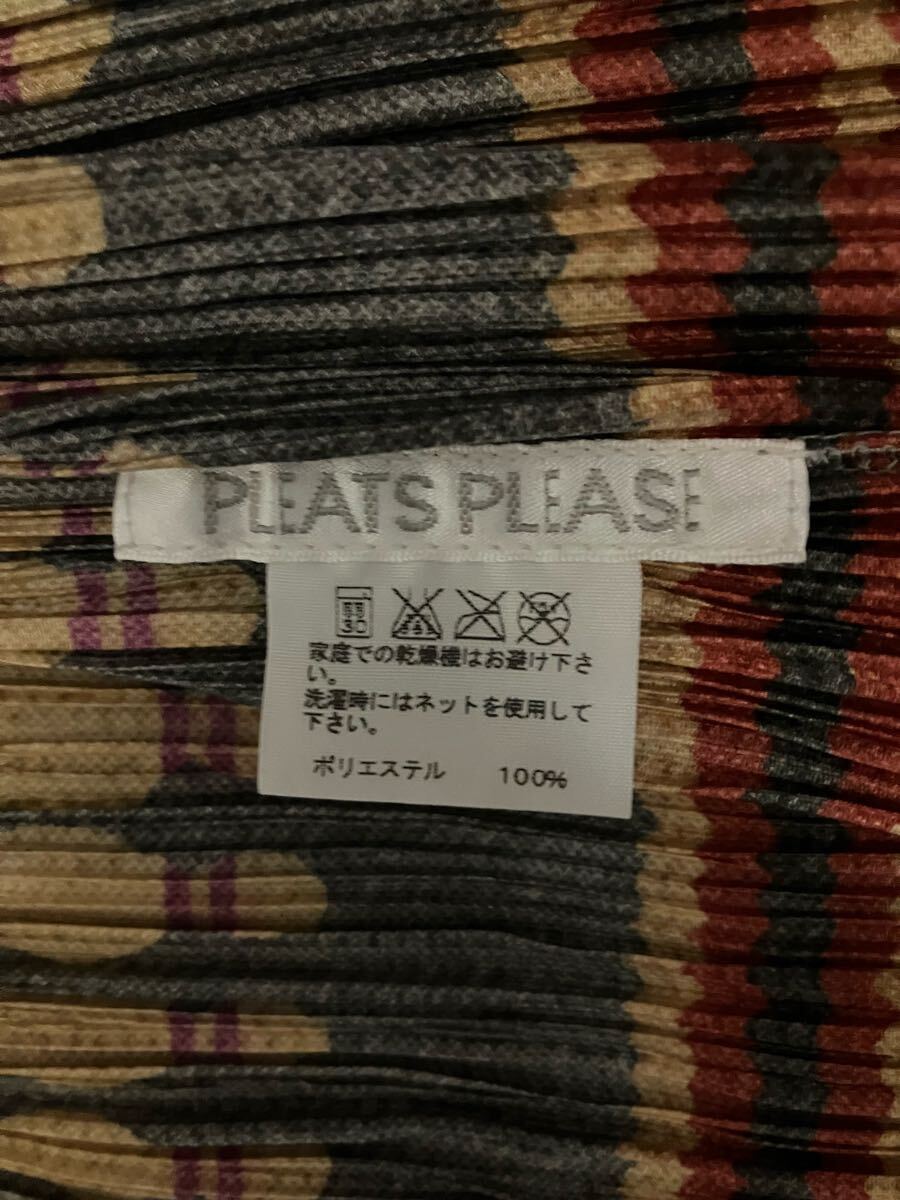 PLEATS PLEASE
30
家庭での乾燥機はお避け下さ
い。
洗濯時にはネットを使用して
下さい。
ポリエステル 100%